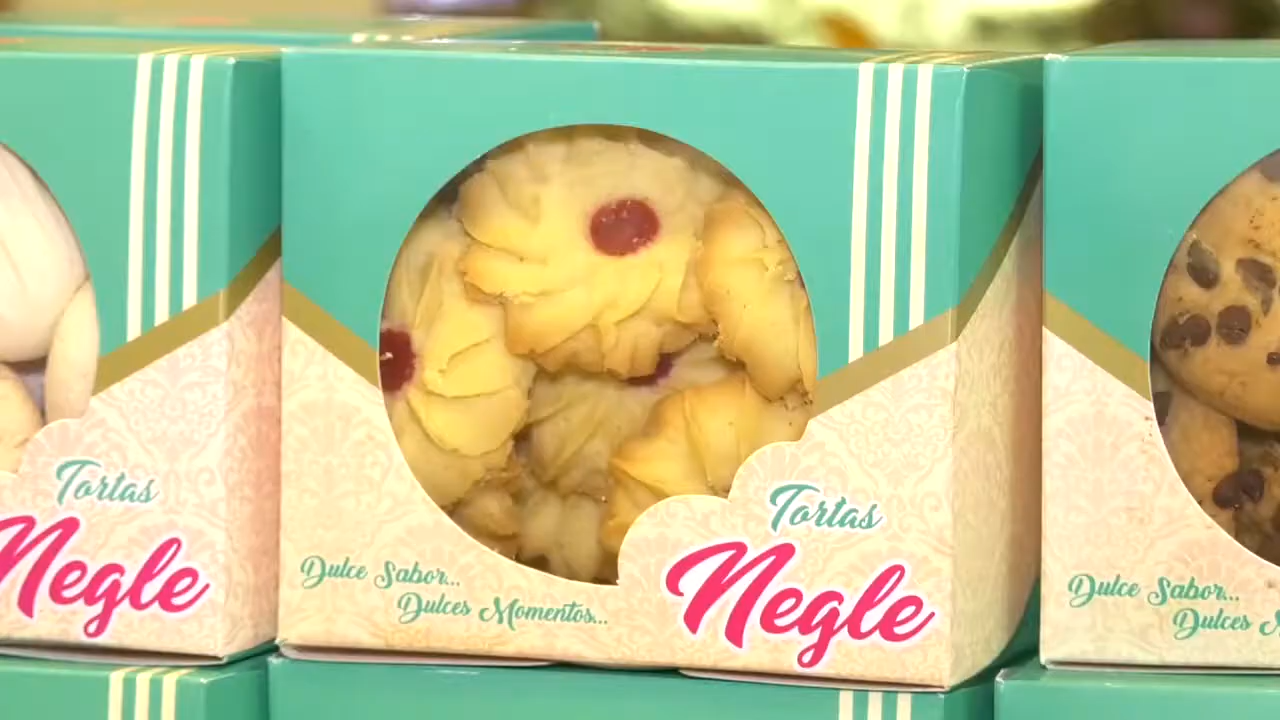 Tortas
Negle
Dulce Sabor...
Dulces Momentos...
Tortas
Negle
Dulce Sabor...
Dulces